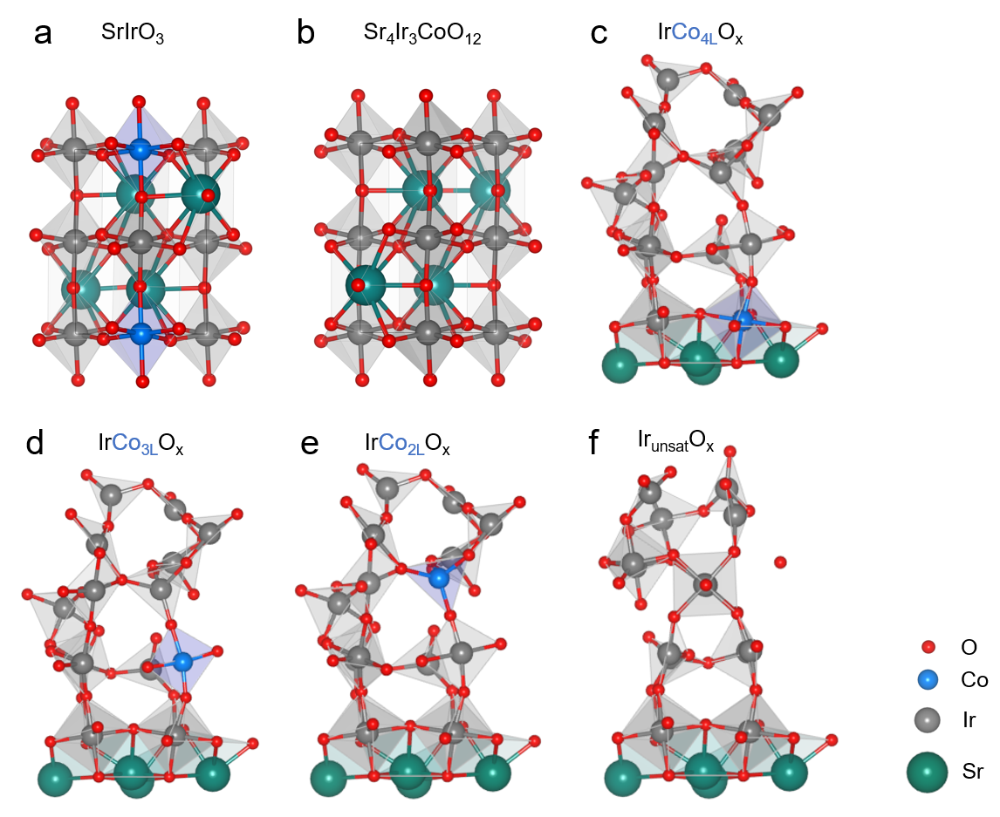 a SrIrO₃
b Sr₄Ir₃CoO₁₂
c IrCo₄LOₓ
d IrCo₃LOₓ
e IrCo₂LOₓ
f IrunsatOₓ
O
Co
Ir
Sr